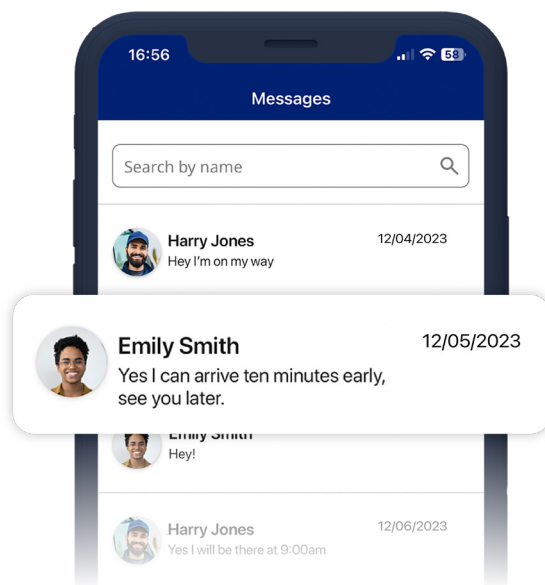 16:56
58
Messages
Search by name
Harry Jones
12/04/2023
Hey I'm on my way
Emily Smith
12/05/2023
Yes I can arrive ten minutes early,
see you later.
Emily Smith
Hey!
Harry Jones
12/06/2023
Yes I will be there at 9:00am